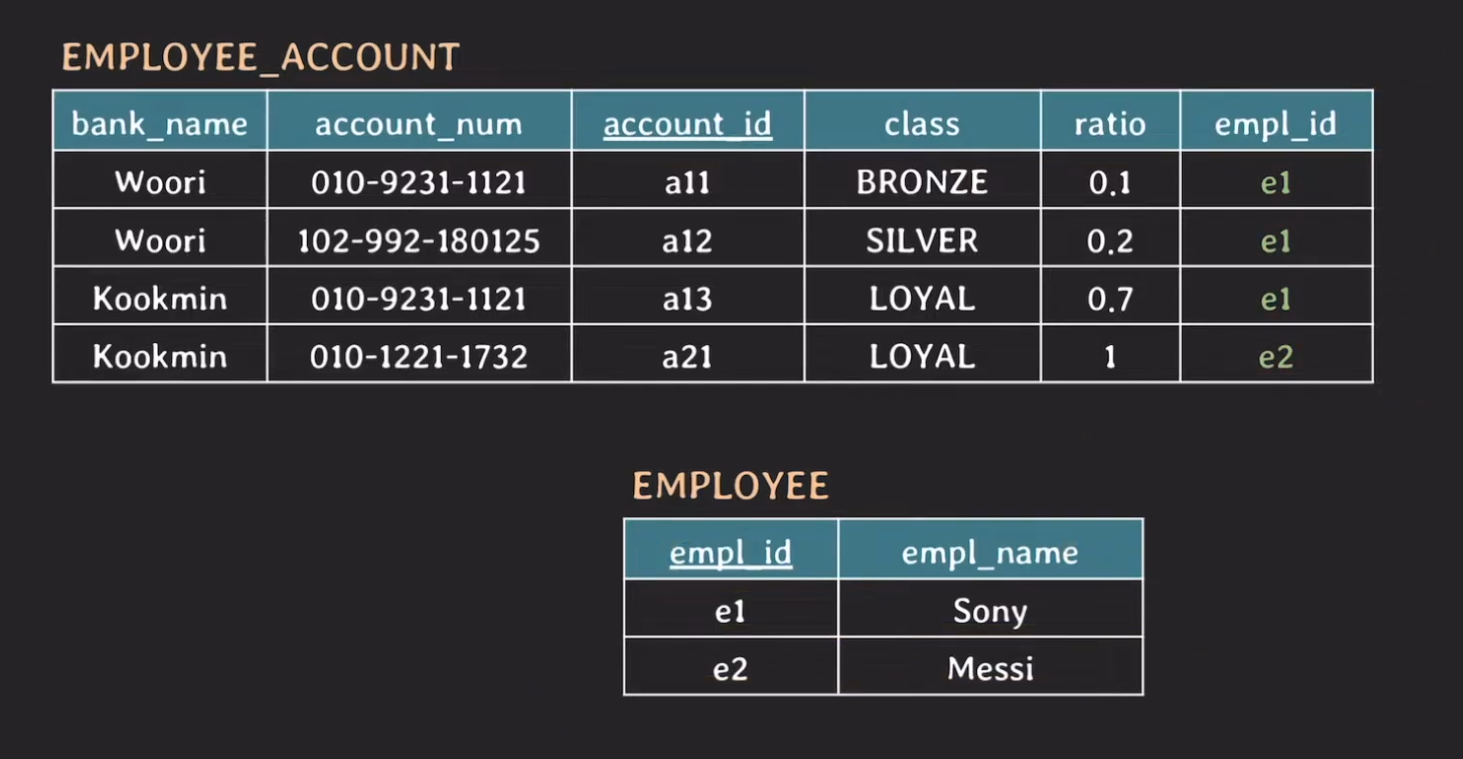 EMPLOYEE_ACCOUNT
bank_name account_num account_id class ratio empl_id
Woori 010-9231-1121 a11 BRONZE 0.1 e1
Woori 102-992-180125 a12 SILVER 0.2 e1
Kookmin 010-9231-1121 a13 LOYAL 0.7 e1
Kookmin 010-1221-1732 a21 LOYAL 1 e2
EMPLOYEE
empl_id empl_name
e1 Sony
e2 Messi